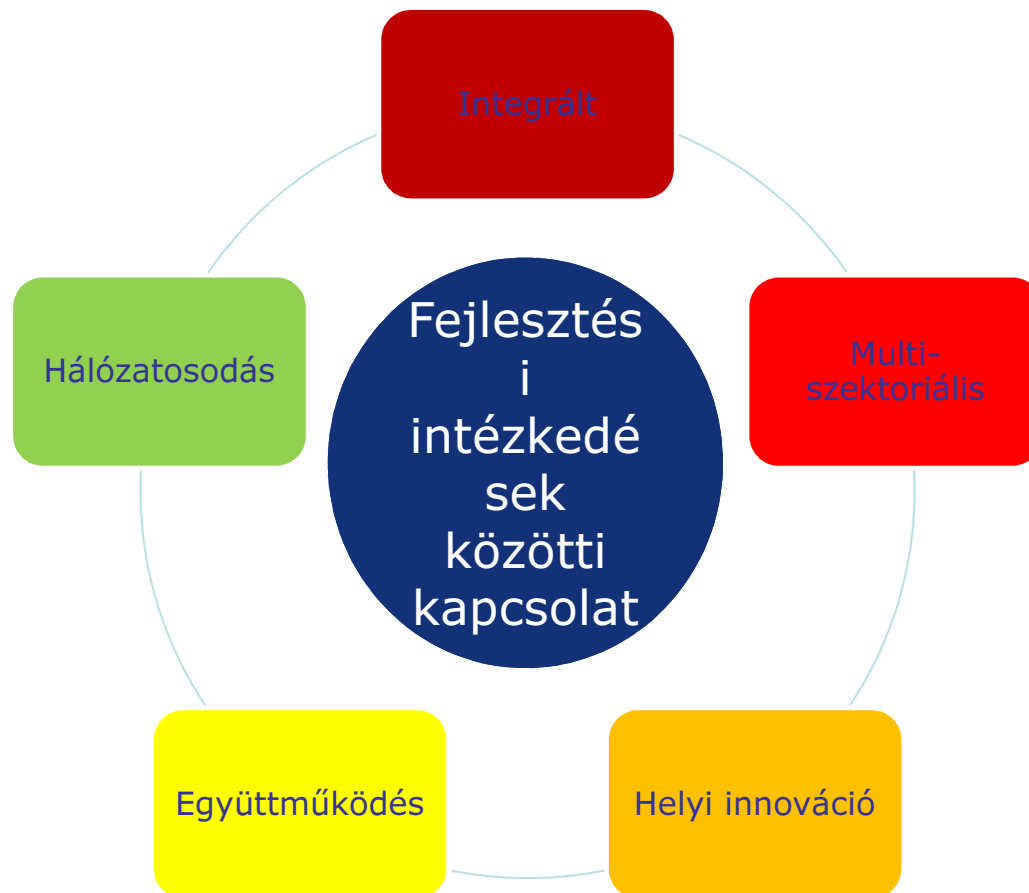 Integrált
Hálózatosodás
Fejlesztés
i
intézkedé
sek
közötti
kapcsolat
Multi-
szektoriális
Együttműködés
Helyi innováció